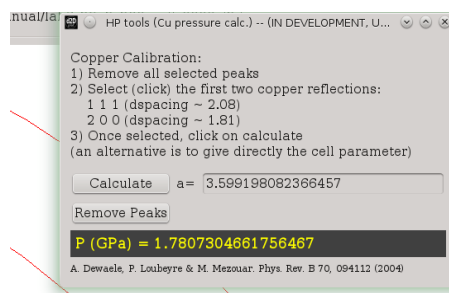 nual/la
HP tools (Cu pressure calc.) -- (IN DEVELOPMENT, U...
Copper Calibration:
1) Remove all selected peaks
2) Select (click) the first two copper reflections:
1 1 1 (dspacing ~ 2.08)
2 0 0 (dspacing ~ 1.81)
3) Once selected, click on calculate
(an alternative is to give directly the cell parameter)
Calculate a= 3.599198082366457
Remove Peaks
P (GPa) = 1.7807304661756467
A. Dewaele, P. Loubeyre & M. Mezouar. Phys. Rev. B 70, 094112 (2004)